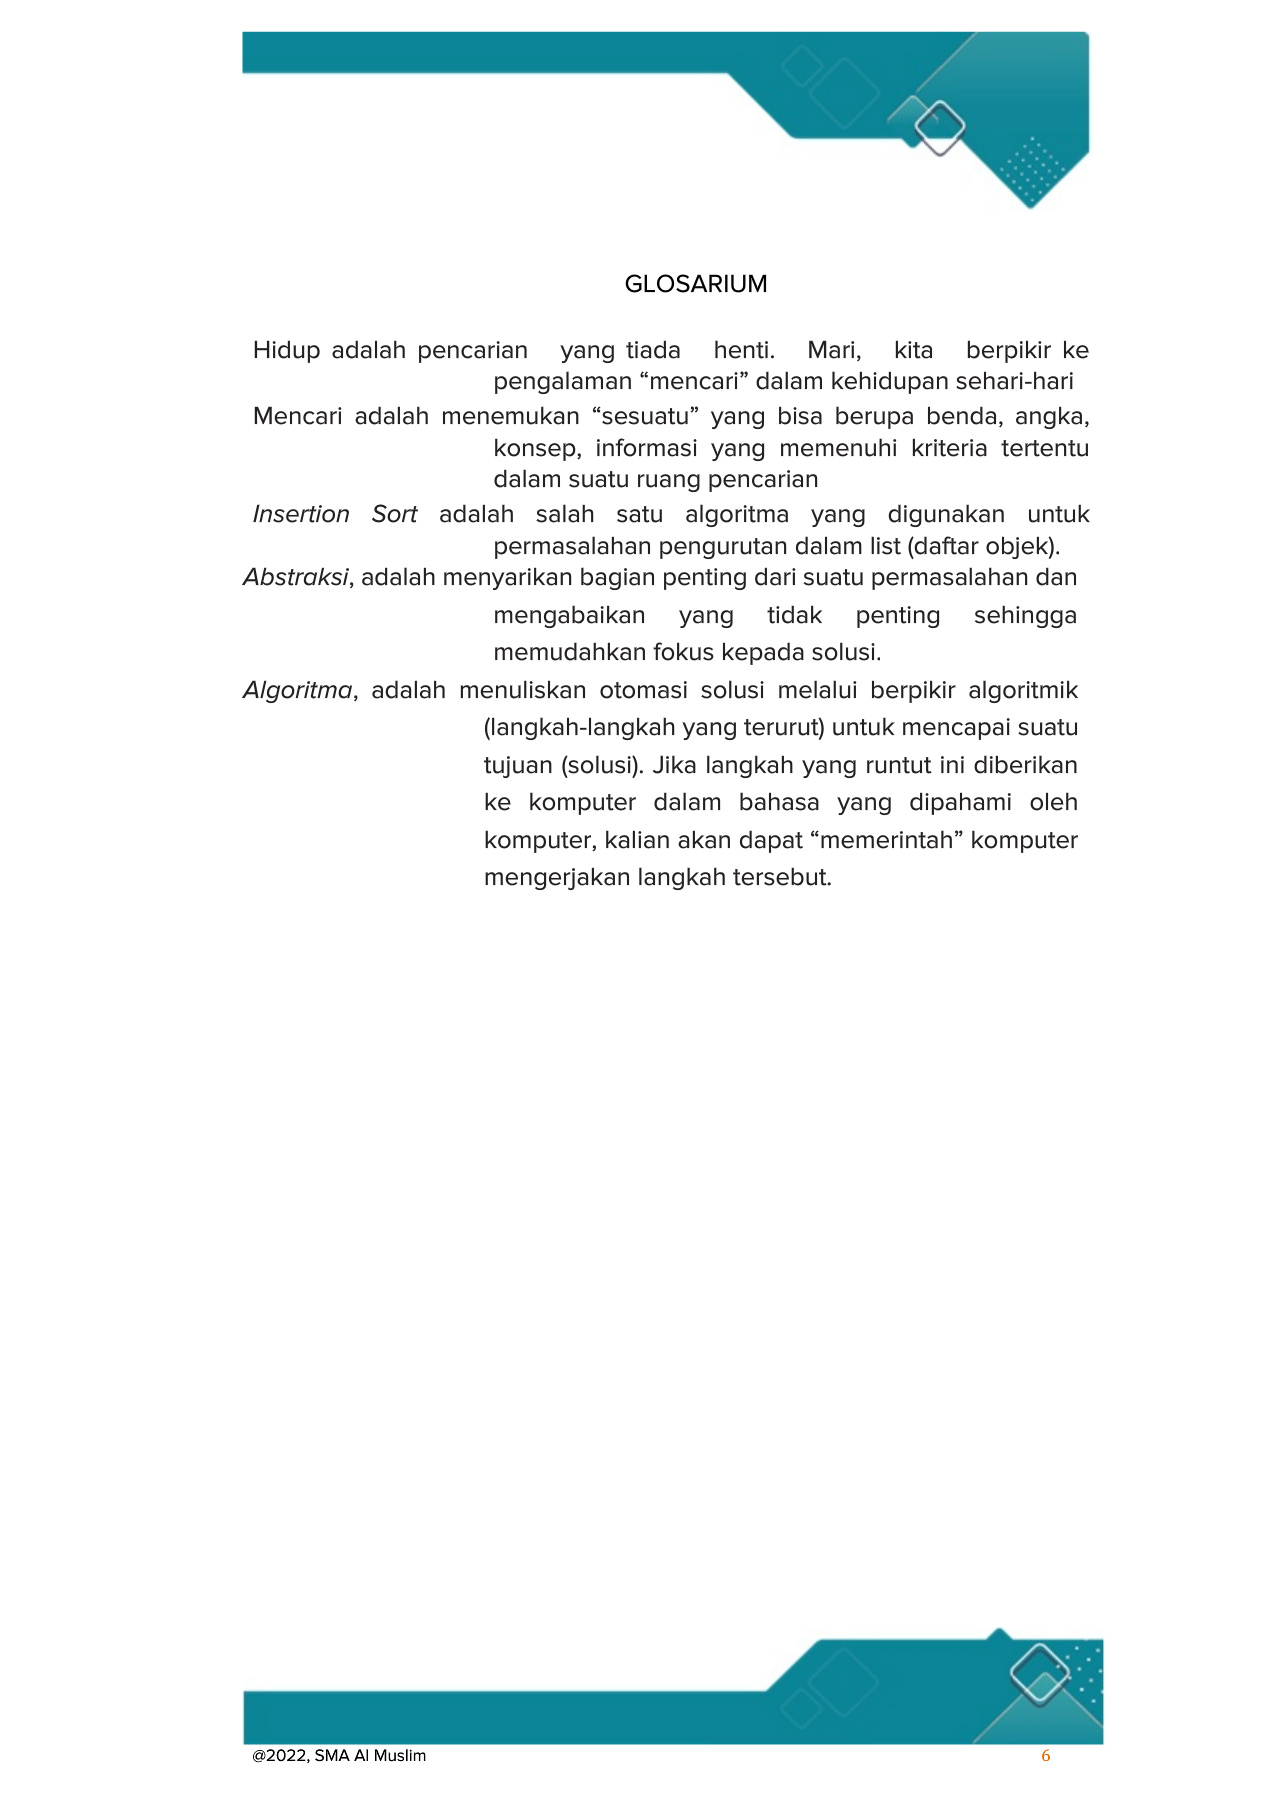 GLOSARIUM
Hidup adalah pencarian yang tiada henti. Mari, kita berpikir ke
pengalaman “mencari” dalam kehidupan sehari-hari
Mencari adalah menemukan “sesuatu” yang bisa berupa benda, angka,
konsep, informasi yang memenuhi kriteria tertentu
dalam suatu ruang pencarian
Insertion Sort adalah salah satu algoritma yang digunakan untuk
permasalahan pengurutan dalam list (daftar objek).
Abstraksi, adalah menyarikan bagian penting dari suatu permasalahan dan
mengabaikan yang tidak penting sehingga
memudahkan fokus kepada solusi.
Algoritma, adalah menuliskan otomasi solusi melalui berpikir algoritmik
(langkah-langkah yang terurut) untuk mencapai suatu
tujuan (solusi). Jika langkah yang runtut ini diberikan
ke komputer dalam bahasa yang dipahami oleh
komputer, kalian akan dapat “memerintah” komputer
mengerjakan langkah tersebut.
@2022, SMA Al Muslim 6